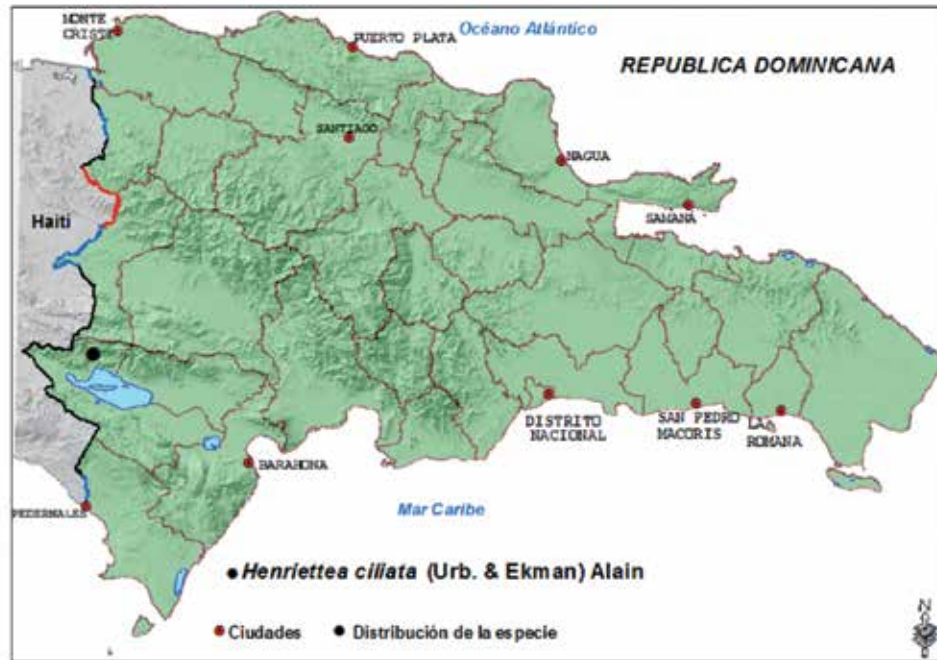 MONTE
CRISTI
PUERTO PLATA
Océano Atlántico
REPUBLICA DOMINICANA
SANTIAGO
NAGUA
SAMANA
Haiti
DISTRITO
NACIONAL
SAN PEDRO
MACORIS
LA
ROMANA
BARAHONA
PEDERNALES
Mar Caribe
Henriettea ciliata (Urb. & Ekman) Alain
Ciudades
Distribución de la especie
N